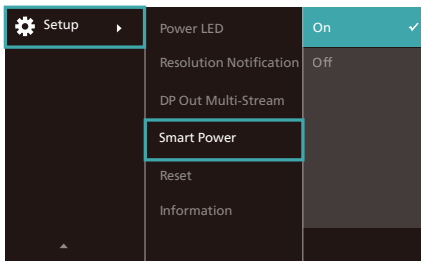 Setup
Power LED
Resolution Notification
DP Out Multi-Stream
Smart Power
Reset
Information
On
Off